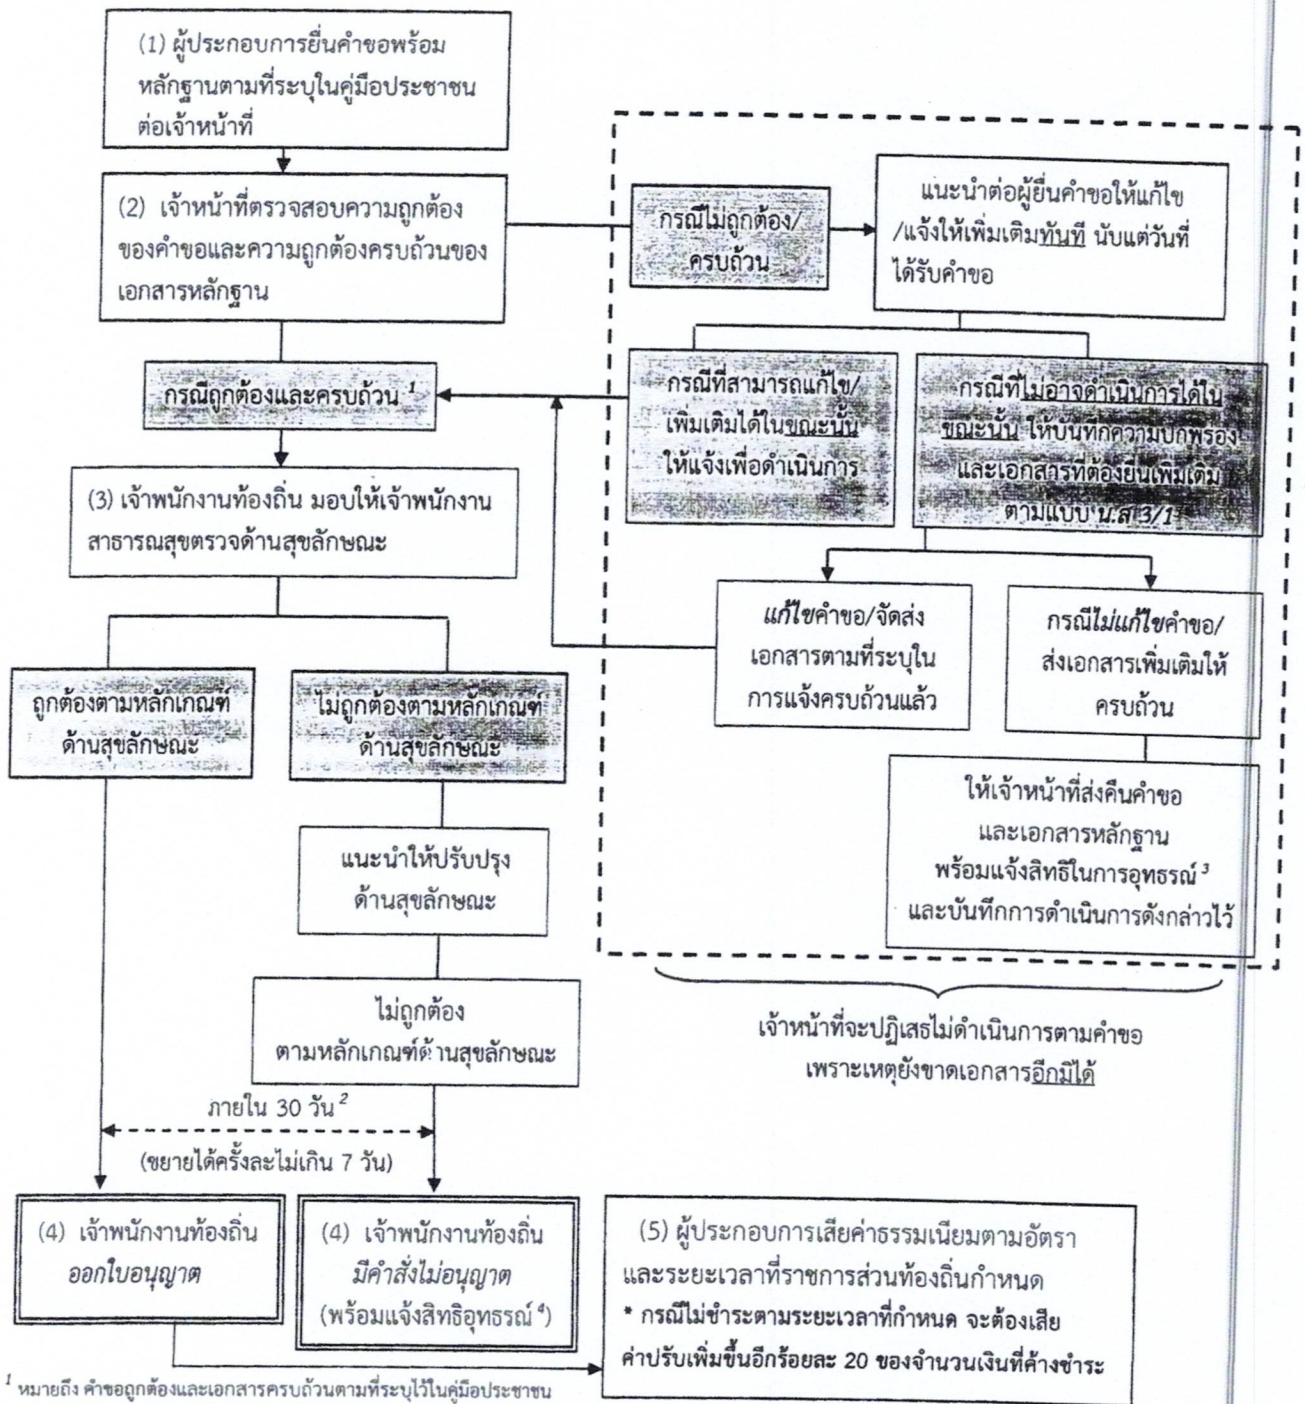 (1) ผู้ประกอบการยื่นคำขอพร้อม
หลักฐานตามที่ระบุในคู่มือประชาชน
ต่อเจ้าหน้าที่
(2) เจ้าหน้าที่ตรวจสอบความถูกต้อง
ของคำขอและความถูกต้องครบถ้วนของ
เอกสารหลักฐาน
กรณีไม่ถูกต้อง/
ครบถ้วน
แนะนำต่อผู้ยื่นคำขอให้แก้ไข
/แจ้งให้เพิ่มเติมทันที นับแต่วันที่
ได้รับคำขอ
กรณีถูกต้องและครบถ้วน 1
กรณีที่สามารถแก้ไข/
เพิ่มเติมได้ในขณะนั้น
ให้แจ้งเพื่อดำเนินการ
กรณีที่ไม่อาจดำเนินการได้ใน
ขณะนั้น ให้บันทึกความบกพร่อง
และเอกสารที่ต้องยื่นเพิ่มเติม
ตามแบบ น.ส 3/1
(3) เจ้าพนักงานท้องถิ่น มอบให้เจ้าพนักงาน
สาธารณสุขตรวจด้านสุขลักษณะ
แก้ไขคำขอ/จัดส่ง
เอกสารตามที่ระบุใน
การแจ้งครบถ้วนแล้ว
กรณีไม่แก้ไขคำขอ/
ส่งเอกสารเพิ่มเติมให้
ครบถ้วน
ถูกต้องตามหลักเกณฑ์
ด้านสุขลักษณะ
ไม่ถูกต้องตามหลักเกณฑ์
ด้านสุขลักษณะ
ให้เจ้าหน้าที่ส่งคืนคำขอ
และเอกสารหลักฐาน
พร้อมแจ้งสิทธิในการอุทธรณ์ 3
และบันทึกการดำเนินการดังกล่าวไว้
แนะนำให้ปรับปรุง
ด้านสุขลักษณะ
ไม่ถูกต้อง
ตามหลักเกณฑ์ด้านสุขลักษณะ
เจ้าหน้าที่จะปฏิเสธไม่ดำเนินการตามคำขอ
เพราะเหตุยังขาดเอกสารอีกมิได้
ภายใน 30 วัน 2
(ขยายได้ครั้งละไม่เกิน 7 วัน)
(4) เจ้าพนักงานท้องถิ่น
ออกใบอนุญาต
(4) เจ้าพนักงานท้องถิ่น
มีคำสั่งไม่อนุญาต
(พร้อมแจ้งสิทธิอุทธรณ์ 4)
(5) ผู้ประกอบการเสียค่าธรรมเนียมตามอัตรา
และระยะเวลาที่ราชการส่วนท้องถิ่นกำหนด
* กรณีไม่ชำระตามระยะเวลาที่กำหนด จะต้องเสีย
ค่าปรับเพิ่มขึ้นอีกร้อยละ 20 ของจำนวนเงินที่ค้างชำระ
1 หมายถึง คำขอถูกต้องและเอกสารครบถ้วนตามที่ระบุไว้ในคู่มือประชาชน